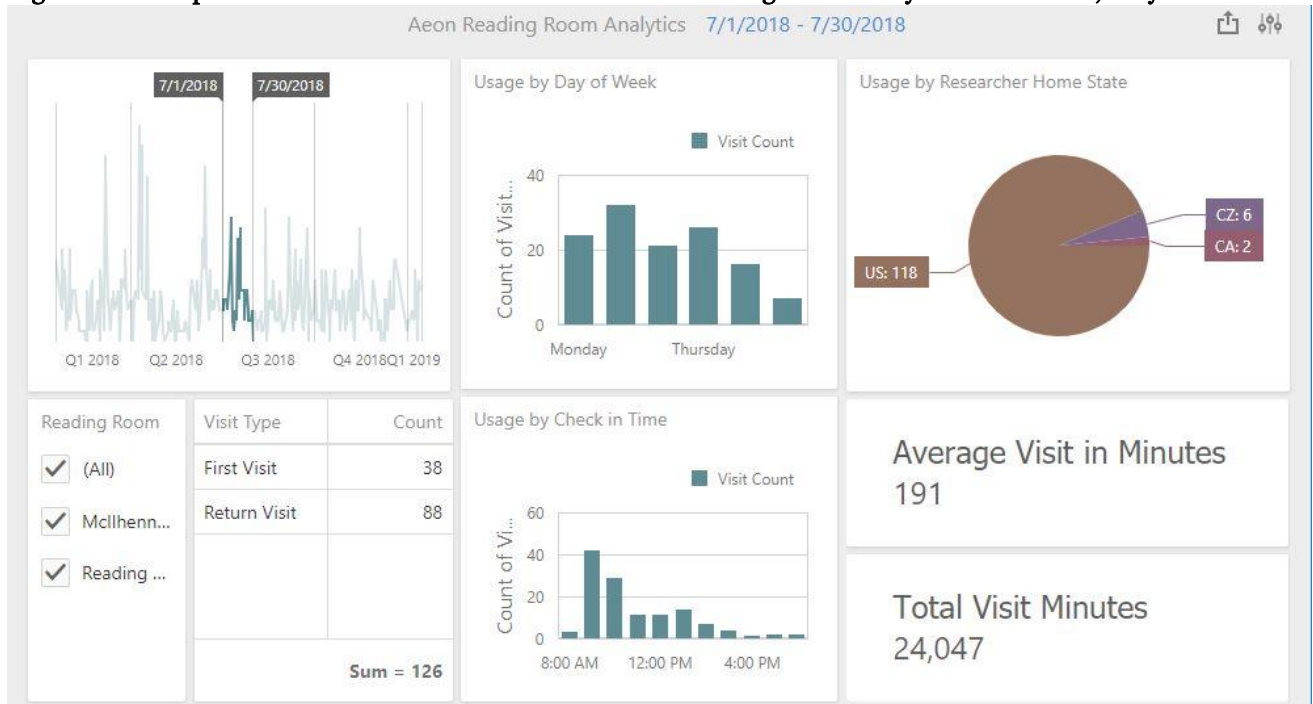 Aeon Reading Room Analytics 7/1/2018 - 7/30/2018
7/1/2018
7/30/2018
Q1 2018
Q2 2018
Q3 2018
Q4 2018
Q1 2019
Usage by Day of Week
Visit Count
Count of Visit...
40
20
0
Monday
Thursday
Usage by Researcher Home State
US: 118
CZ: 6
CA: 2
Reading Room
(All)
McIlhenn...
Reading ...
Visit Type Count
First Visit 38
Return Visit 88
Sum = 126
Usage by Check in Time
Visit Count
Count of Vi...
60
40
20
0
8:00 AM
12:00 PM
4:00 PM
Average Visit in Minutes
191
Total Visit Minutes
24,047